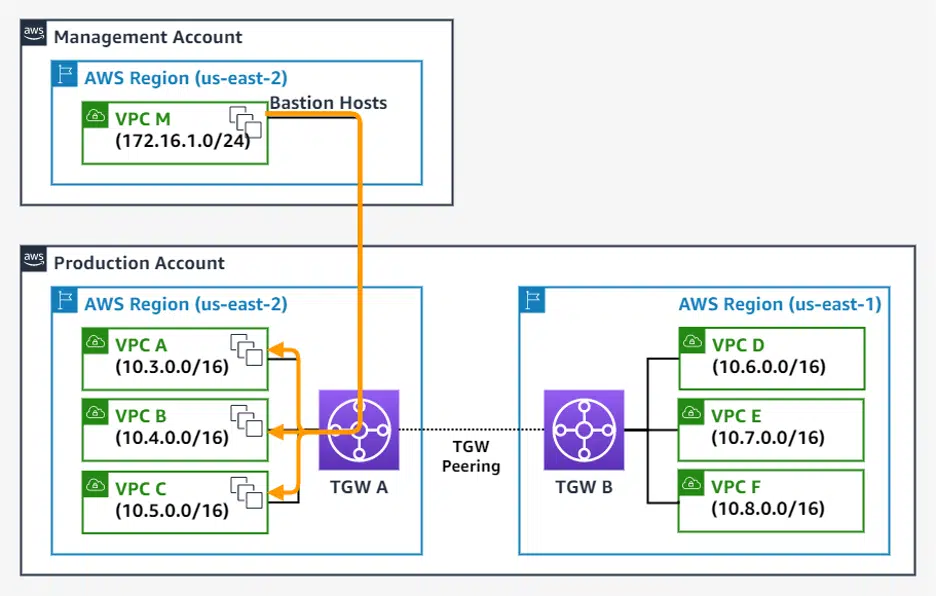 aws
Management Account
AWS Region (us-east-2)
Bastion Hosts
VPC M
(172.16.1.0/24)
aws
Production Account
AWS Region (us-east-2)
VPC A
(10.3.0.0/16)
VPC B
(10.4.0.0/16)
VPC C
(10.5.0.0/16)
TGW A
TGW
Peering
AWS Region (us-east-1)
TGW B
VPC D
(10.6.0.0/16)
VPC E
(10.7.0.0/16)
VPC F
(10.8.0.0/16)